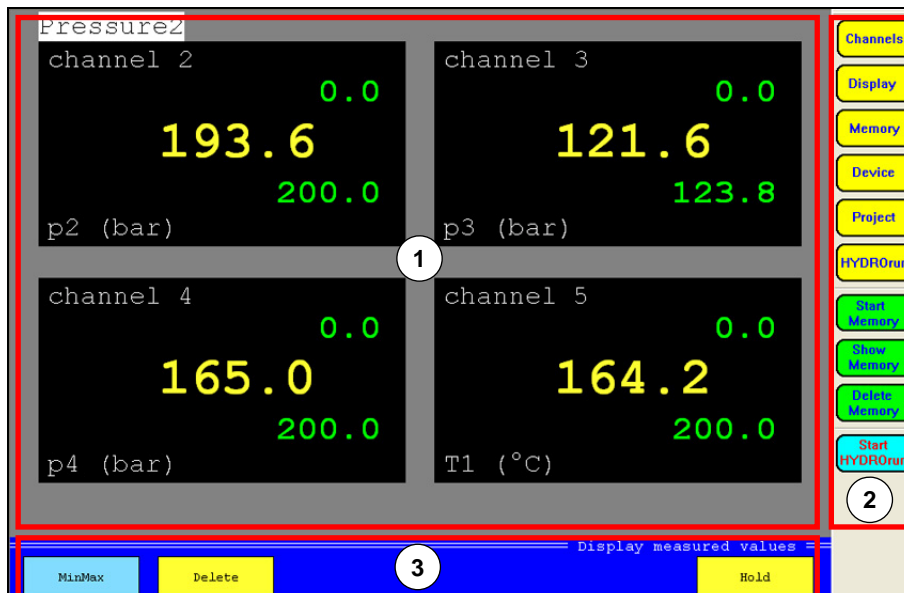 Pressure2
channel 2
0.0
193.6
200.0
p2 (bar)
channel 3
0.0
121.6
123.8
p3 (bar)
1
channel 4
0.0
165.0
200.0
p4 (bar)
channel 5
0.0
164.2
200.0
T1 (°C)
Channels
Display
Memory
Device
Project
HYDROrun
Start
Memory
Show
Memory
Delete
Memory
Start
HYDROrun
2
Display measured values
3
MinMax
Delete
Hold